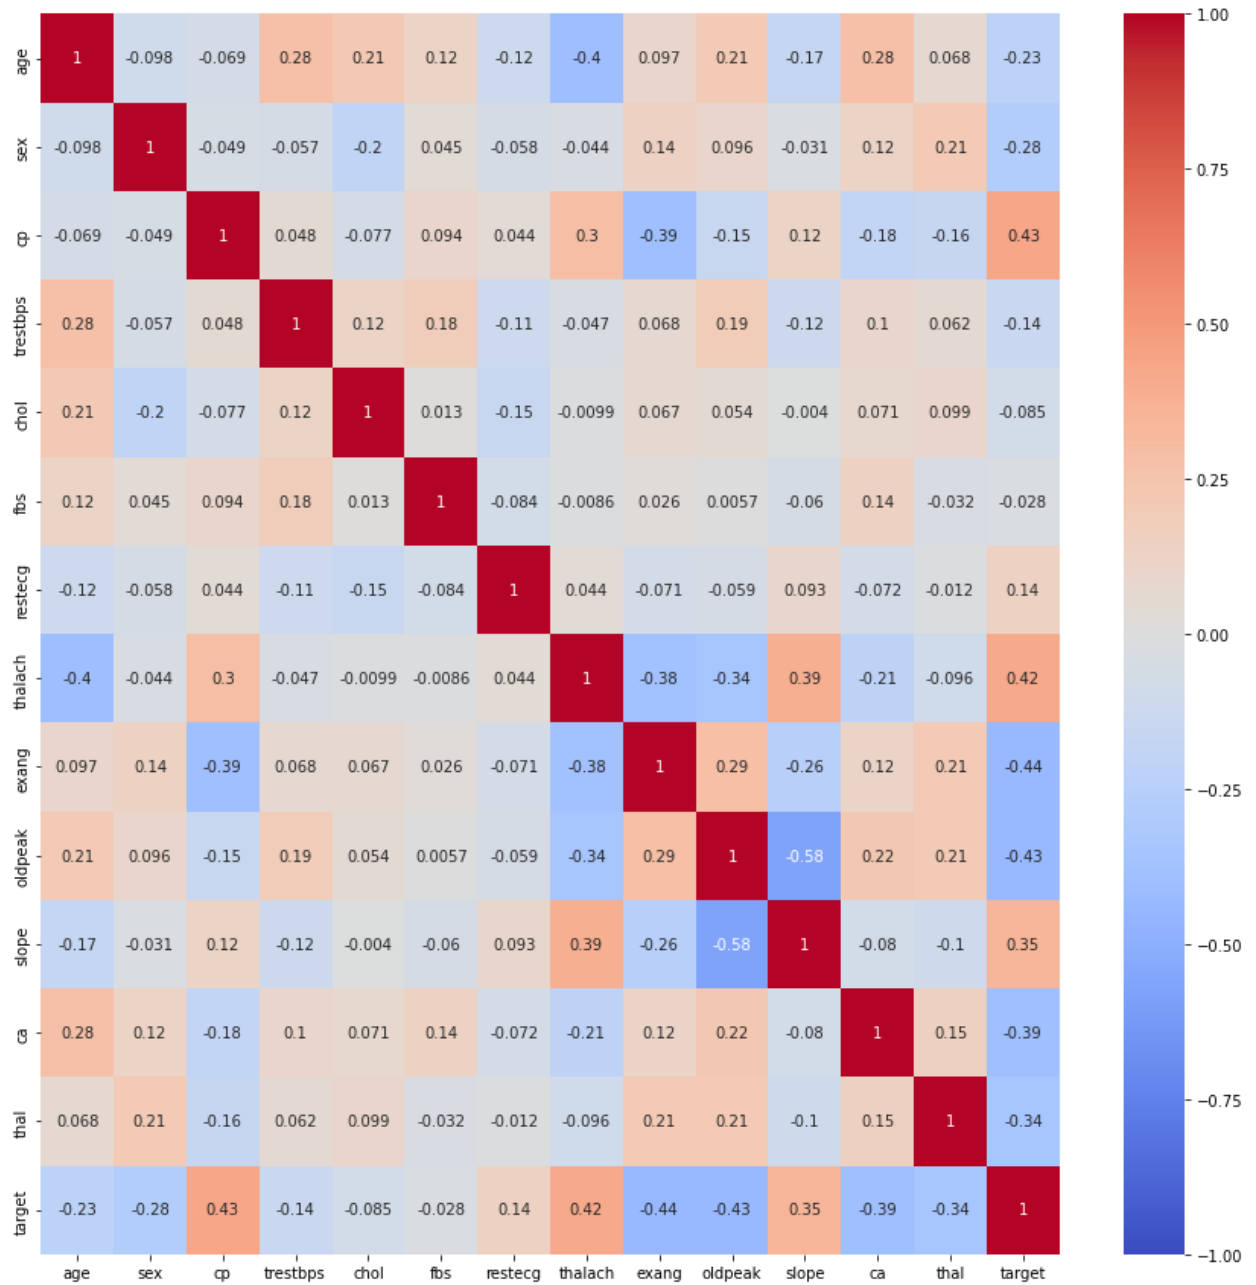 age 1 -0.098 -0.069 0.28 0.21 0.12 -0.12 -0.4 0.097 0.21 -0.17 0.28 0.068 -0.23
sex -0.098 1 -0.049 -0.057 -0.2 0.045 -0.058 -0.044 0.14 0.096 -0.031 0.12 0.21 -0.28
cp -0.069 -0.049 1 0.048 -0.077 0.094 0.044 0.3 -0.39 -0.15 0.12 -0.18 -0.16 0.43
trestbps 0.28 -0.057 0.048 1 0.12 0.18 -0.11 -0.047 0.068 0.19 -0.12 0.1 0.062 -0.14
chol 0.21 -0.2 -0.077 0.12 1 0.013 -0.15 -0.0099 0.067 0.054 -0.004 0.071 0.099 -0.085
fbs 0.12 0.045 0.094 0.18 0.013 1 -0.084 -0.0086 0.026 0.0057 -0.06 0.14 -0.032 -0.028
restecg -0.12 -0.058 0.044 -0.11 -0.15 -0.084 1 0.044 -0.071 -0.059 0.093 -0.072 -0.012 0.14
thalach -0.4 -0.044 0.3 -0.047 -0.0099 -0.0086 0.044 1 -0.38 -0.34 0.39 -0.21 -0.096 0.42
exang 0.097 0.14 -0.39 0.068 0.067 0.026 -0.071 -0.38 1 0.29 -0.26 0.12 0.21 -0.44
oldpeak 0.21 0.096 -0.15 0.19 0.054 0.0057 -0.059 -0.34 0.29 1 -0.58 0.22 0.21 -0.43
slope -0.17 -0.031 0.12 -0.12 -0.004 -0.06 0.093 0.39 -0.26 -0.58 1 -0.08 -0.1 0.35
ca 0.28 0.12 -0.18 0.1 0.071 0.14 -0.072 -0.21 0.12 0.22 -0.08 1 0.15 -0.39
thal 0.068 0.21 -0.16 0.062 0.099 -0.032 -0.012 -0.096 0.21 0.21 -0.1 0.15 1 -0.34
target -0.23 -0.28 0.43 -0.14 -0.085 -0.028 0.14 0.42 -0.44 -0.43 0.35 -0.39 -0.34 1
age sex cp trestbps chol fbs restecg thalach exang oldpeak slope ca thal target
1.00
0.75
0.50
0.25
0.00
−0.25
−0.50
−0.75
−1.00